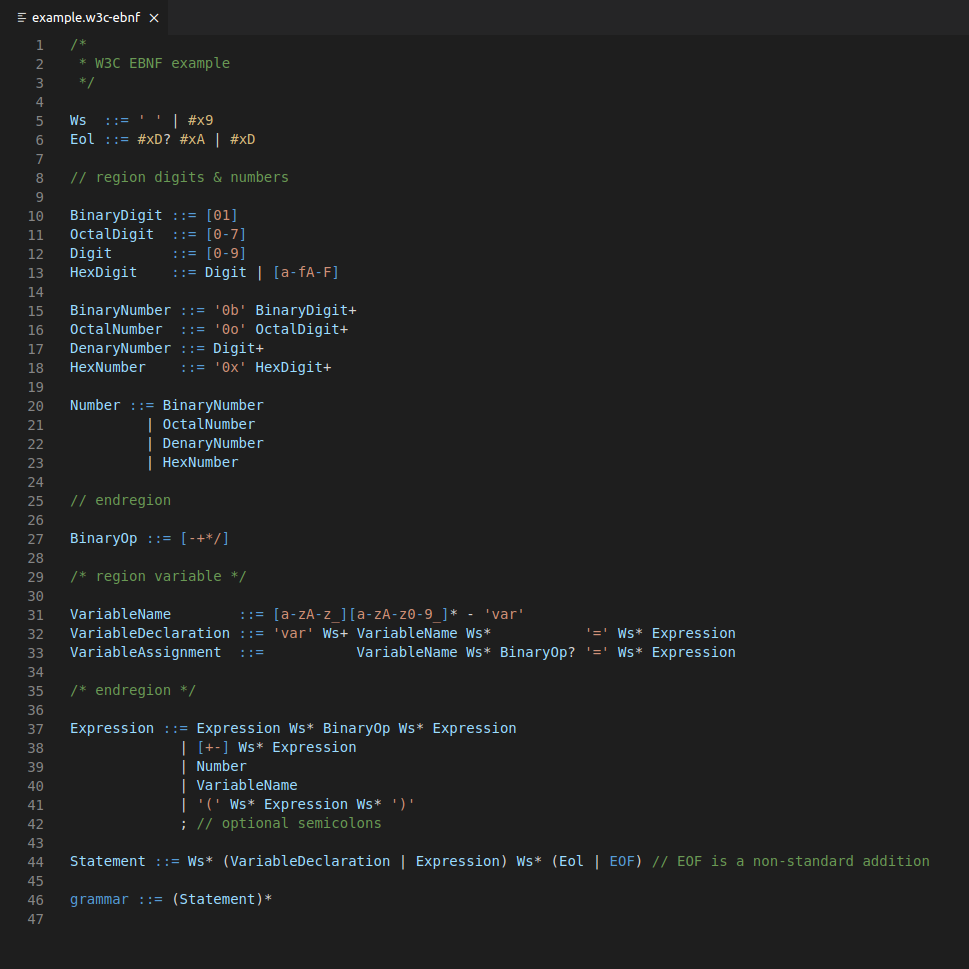 example.w3c-ebnf
1 /*
2  * W3C EBNF example
3  */
4
5 Ws  ::= ' ' | #x9
6 Eol ::= #xD? #xA | #xD
7
8 // region digits & numbers
9
10 BinaryDigit ::= [01]
11 OctalDigit  ::= [0-7]
12 Digit       ::= [0-9]
13 HexDigit    ::= Digit | [a-fA-F]
14
15 BinaryNumber ::= '0b' BinaryDigit+
16 OctalNumber  ::= '0o' OctalDigit+
17 DenaryNumber ::= Digit+
18 HexNumber    ::= '0x' HexDigit+
19
20 Number ::= BinaryNumber
21          | OctalNumber
22          | DenaryNumber
23          | HexNumber
24
25 // endregion
26
27 BinaryOp ::= [-+*/]
28
29 /* region variable */
30
31 VariableName        ::= [a-zA-z_][a-zA-z0-9_]* - 'var'
32 VariableDeclaration ::= 'var' Ws+ VariableName Ws*           '=' Ws* Expression
33 VariableAssignment  ::=           VariableName Ws* BinaryOp? '=' Ws* Expression
34
35 /* endregion */
36
37 Expression ::= Expression Ws* BinaryOp Ws* Expression
38              | [+-] Ws* Expression
39              | Number
40              | VariableName
41              | '(' Ws* Expression Ws* ')'
42              ; // optional semicolons
43
44 Statement ::= Ws* (VariableDeclaration | Expression) Ws* (Eol | EOF) // EOF is a non-standard addition
45
46 grammar ::= (Statement)*
47